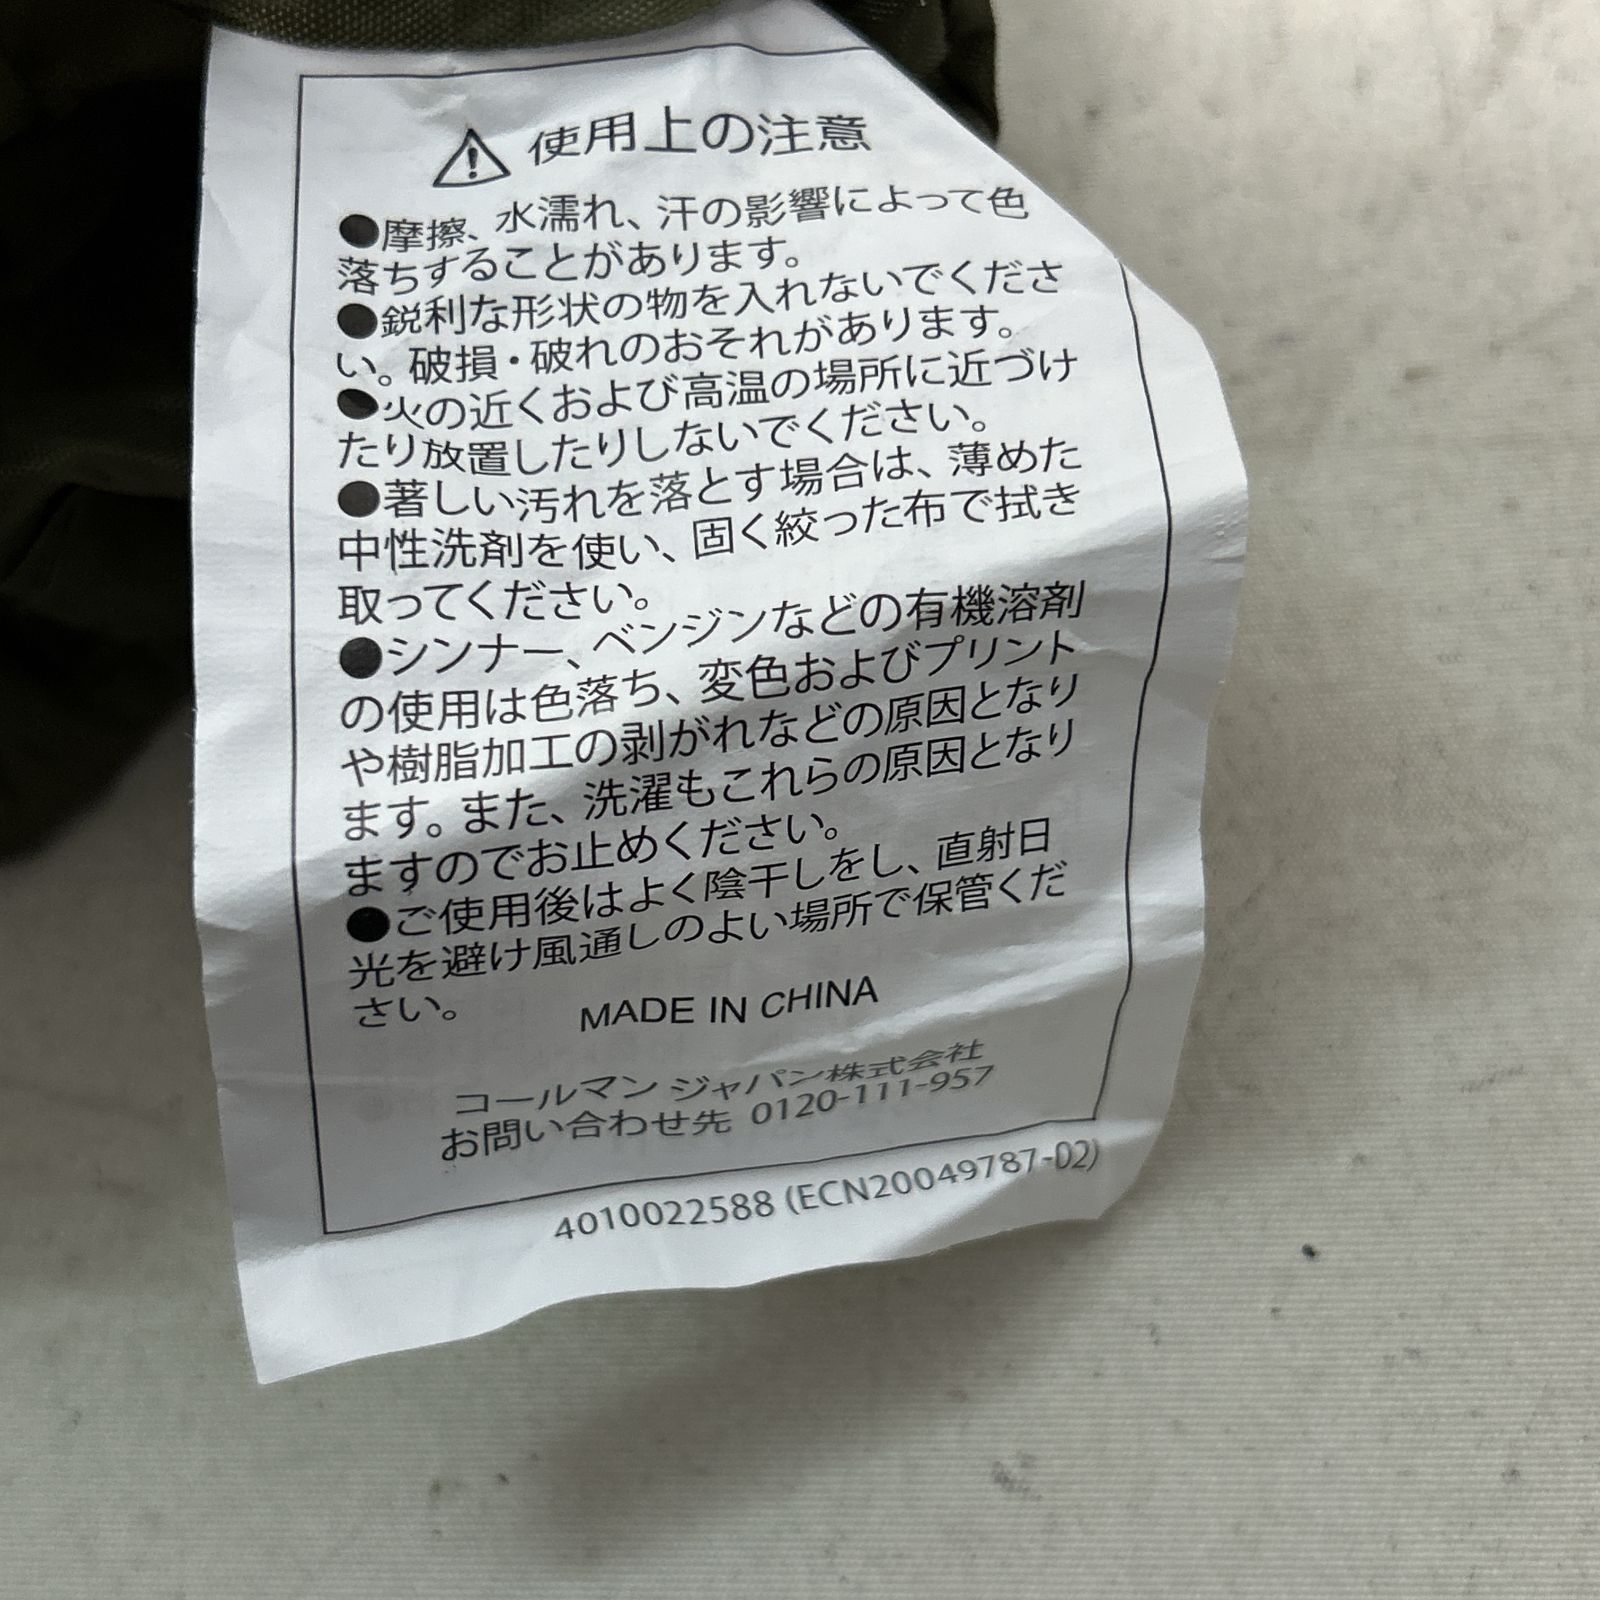 使用上の注意
●摩擦、水濡れ、汗の影響によって色
落ちすることがあります。
●鋭利な形状の物を入れないでくださ
い。破損・破れのおそれがあります。
●火の近くおよび高温の場所に近づけ
たり放置したりしないでください。
●著しい汚れを落とす場合は、薄めた
中性洗剤を使い、固く絞った布で拭き
取ってください。
●シンナー、ベンジンなどの有機溶剤
の使用は色落ち、変色およびプリント
や樹脂加工の剥がれなどの原因となり
ます。また、洗濯もこれらの原因となり
ますのでお止めください。
●ご使用後はよく陰干しをし、直射日
光を避け風通しのよい場所で保管くだ
さい。
MADE IN CHINA
コールマン ジャパン株式会社
お問い合わせ先 0120-111-957
4010022588 (ECN20049787-02)